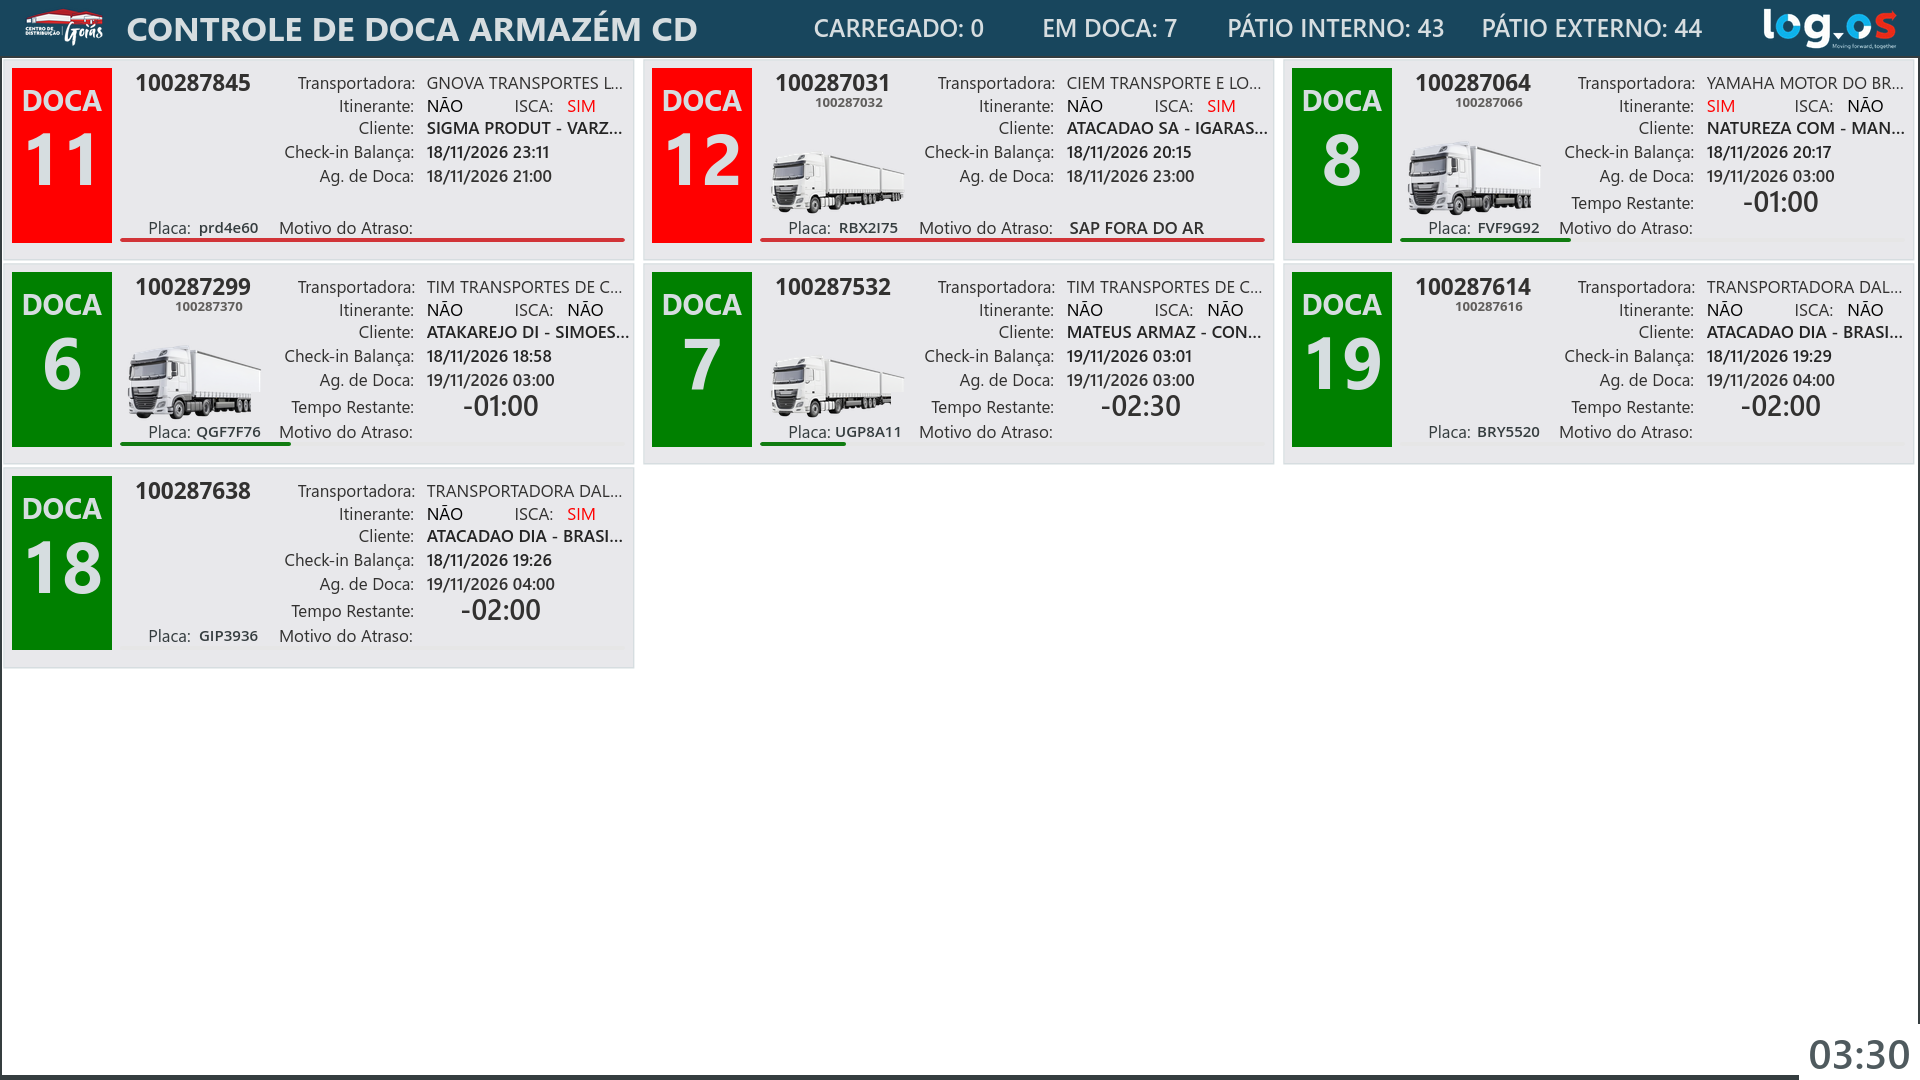 CENTRO DE DISTRIBUIÇÃO Goiás
CONTROLE DE DOCA ARMAZÉM CD
CARREGADO: 0
EM DOCA: 7
PÁTIO INTERNO: 43
PÁTIO EXTERNO: 44
log.os
Moving forward, together
DOCA
11
100287845
Transportadora: GNOVA TRANSPORTES L...
Itinerante: NÃO ISCA: SIM
Cliente: SIGMA PRODUT - VARZ...
Check-in Balança: 18/11/2026 23:11
Ag. de Doca: 18/11/2026 21:00
Placa: prd4e60 Motivo do Atraso:
DOCA
12
100287031
100287032
Transportadora: CIEM TRANSPORTE E LO...
Itinerante: NÃO ISCA: SIM
Cliente: ATACADAO SA - IGARAS...
Check-in Balança: 18/11/2026 20:15
Ag. de Doca: 18/11/2026 23:00
Placa: RBX2I75 Motivo do Atraso: SAP FORA DO AR
DOCA
8
100287064
100287066
Transportadora: YAMAHA MOTOR DO BR...
Itinerante: SIM ISCA: NÃO
Cliente: NATUREZA COM - MAN...
Check-in Balança: 18/11/2026 20:17
Ag. de Doca: 19/11/2026 03:00
Tempo Restante: -01:00
Placa: FVF9G92 Motivo do Atraso:
DOCA
6
100287299
100287370
Transportadora: TIM TRANSPORTES DE C...
Itinerante: NÃO ISCA: NÃO
Cliente: ATAKAREJO DI - SIMOES...
Check-in Balança: 18/11/2026 18:58
Ag. de Doca: 19/11/2026 03:00
Tempo Restante: -01:00
Placa: QGF7F76 Motivo do Atraso:
DOCA
7
100287532
Transportadora: TIM TRANSPORTES DE C...
Itinerante: NÃO ISCA: NÃO
Cliente: MATEUS ARMAZ - CON...
Check-in Balança: 19/11/2026 03:01
Ag. de Doca: 19/11/2026 03:00
Tempo Restante: -02:30
Placa: UGP8A11 Motivo do Atraso:
DOCA
19
100287614
100287616
Transportadora: TRANSPORTADORA DAL...
Itinerante: NÃO ISCA: NÃO
Cliente: ATACADAO DIA - BRASI...
Check-in Balança: 18/11/2026 19:29
Ag. de Doca: 19/11/2026 04:00
Tempo Restante: -02:00
Placa: BRY5520 Motivo do Atraso:
DOCA
18
100287638
Transportadora: TRANSPORTADORA DAL...
Itinerante: NÃO ISCA: SIM
Cliente: ATACADAO DIA - BRASI...
Check-in Balança: 18/11/2026 19:26
Ag. de Doca: 19/11/2026 04:00
Tempo Restante: -02:00
Placa: GIP3936 Motivo do Atraso:
03:30